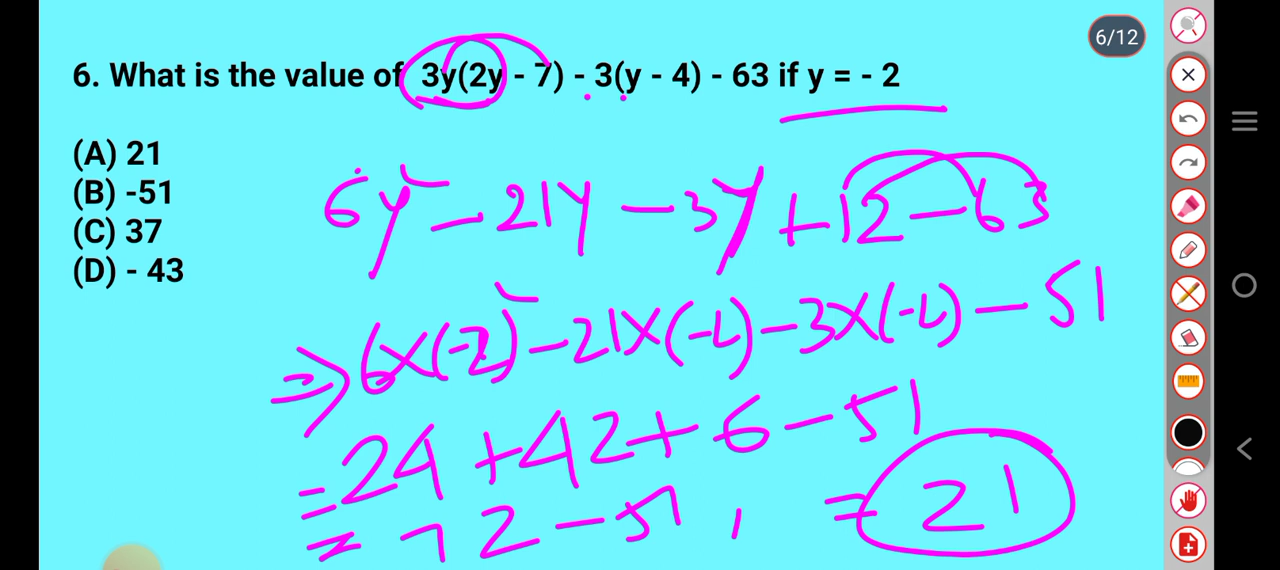 6/12
6. What is the value of 3y(2y - 7) - 3(y - 4) - 63 if y = - 2
(A) 21
(B) -51
(C) 37
(D) - 43
6y² - 21y - 3y + 12 - 63
⇒ 6×(-2)² - 21×(-2) - 3×(-2) - 51
= 24 + 42 + 6 - 51
= 72 - 51, = 21